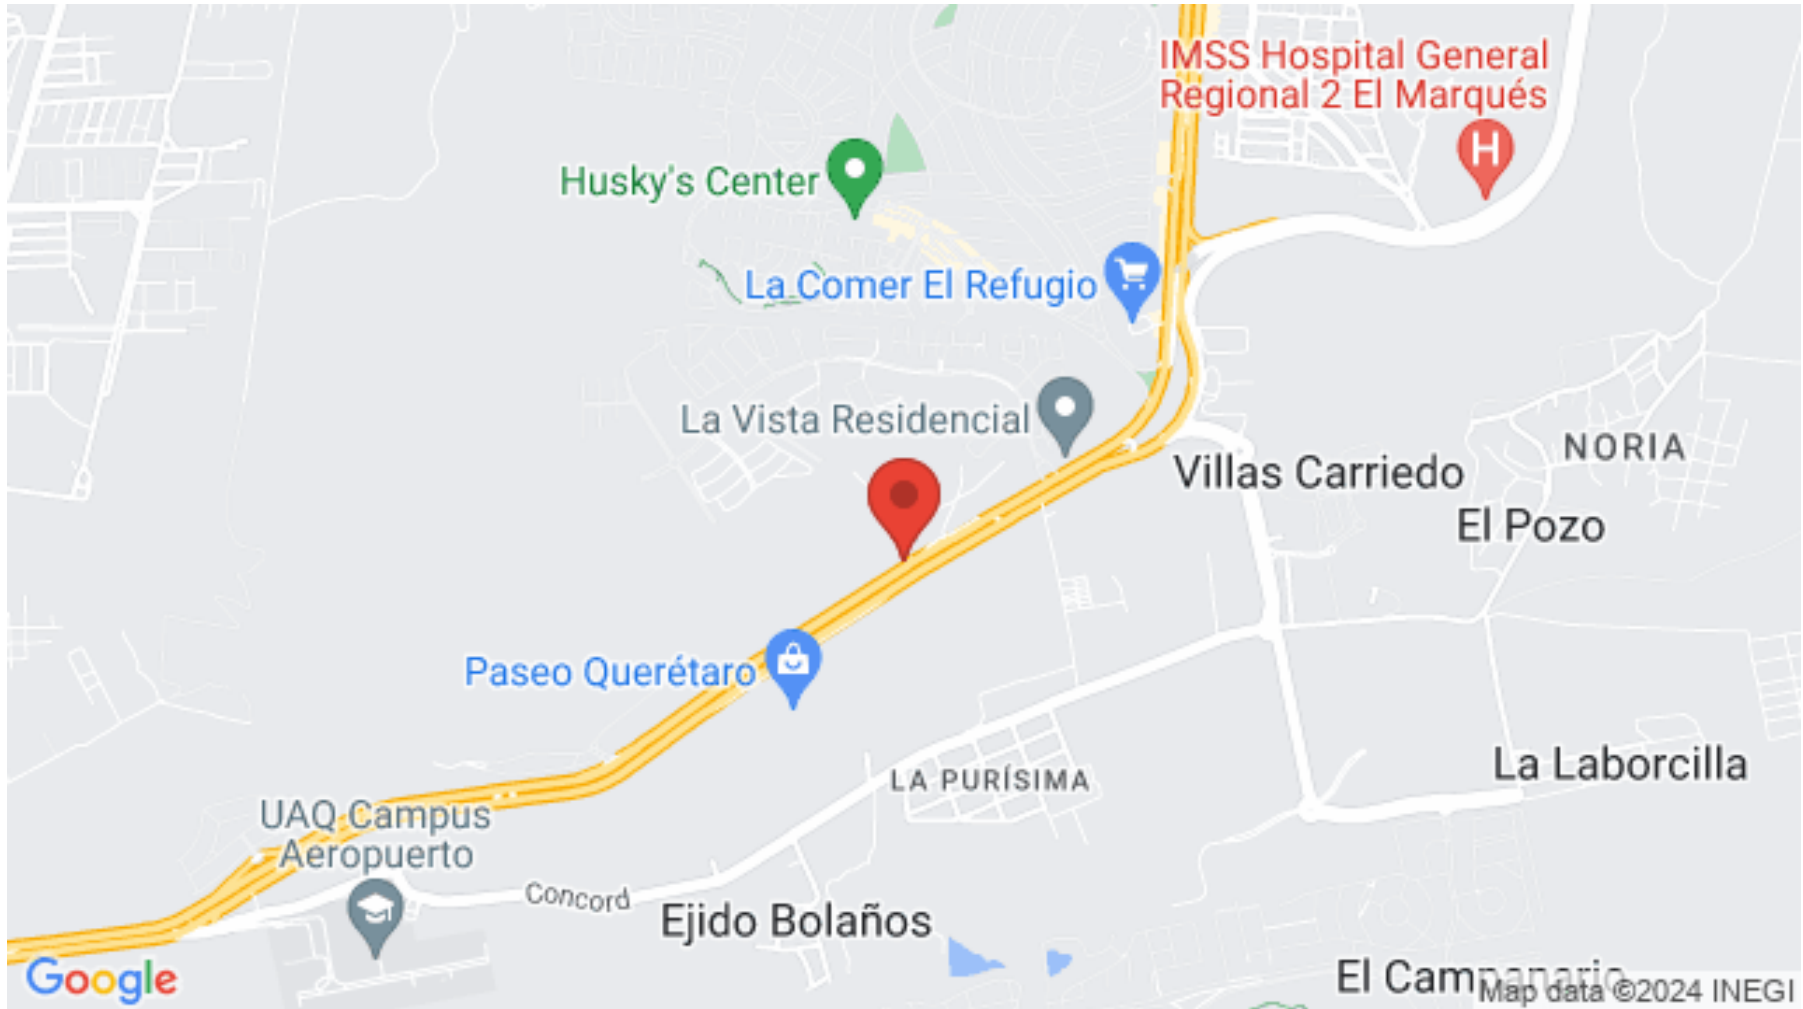 IMSS Hospital General
Regional 2 El Marqués
H
Husky's Center
La Comer El Refugio
La Vista Residencial
NORIA
Villas Carriedo
El Pozo
Paseo Querétaro
La Laborcilla
LA PURÍSIMA
UAQ Campus
Aeropuerto
Concord
Ejido Bolaños
El Campanario
Google
Map data ©2024 INEGI